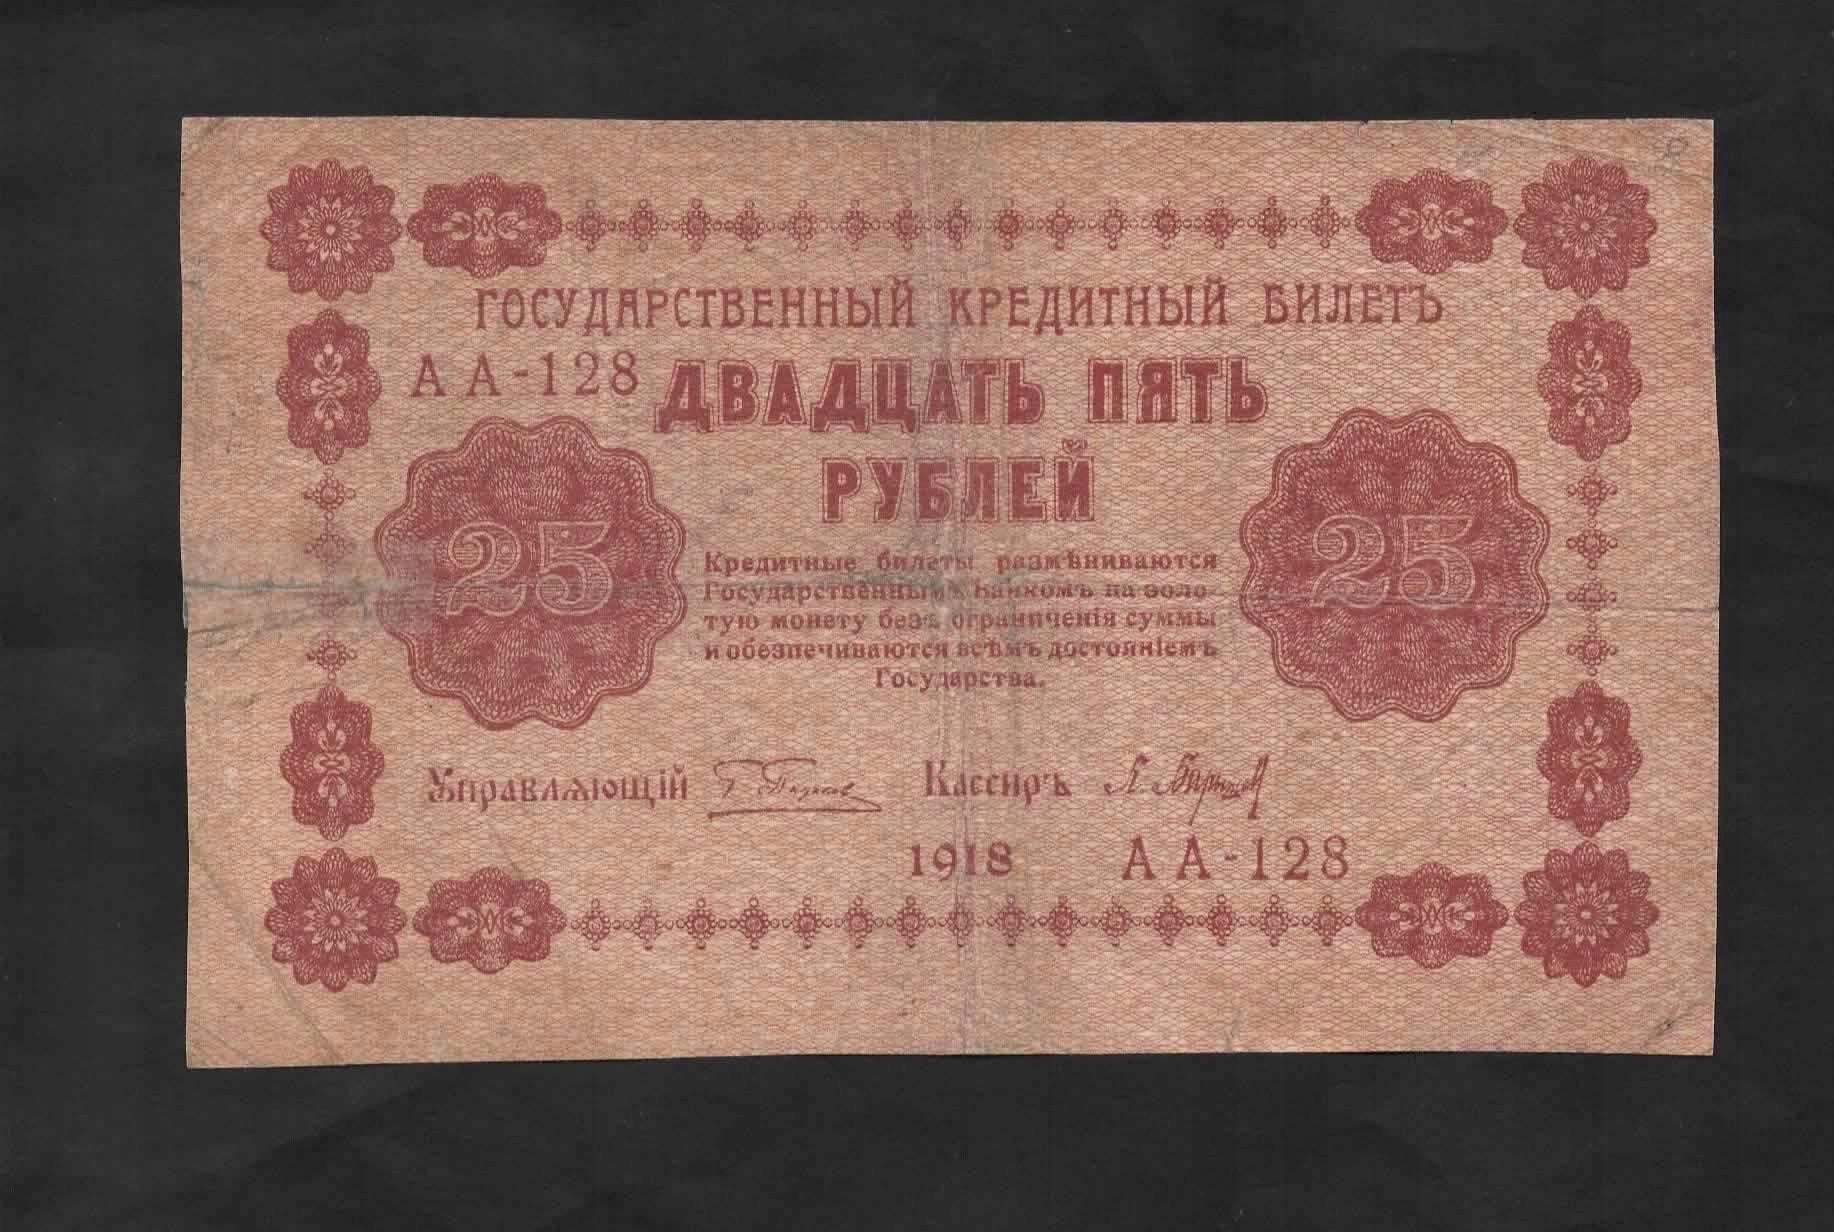 ГОСУДАРСТВЕННЫЙ КРЕДИТНЫЙ БИЛЕТЪ
АА-128
ДВАДЦАТЬ ПЯТЬ
РУБЛЕЙ
25
25
Кредитные билеты размѣниваются
Государственнымъ Банкомъ на золо-
тую монету безъ ограниченія суммы
и обезпечиваются всѣмъ достояніемъ
Государства.
Управляющій Г. Пятаков Кассиръ
1918 АА-128